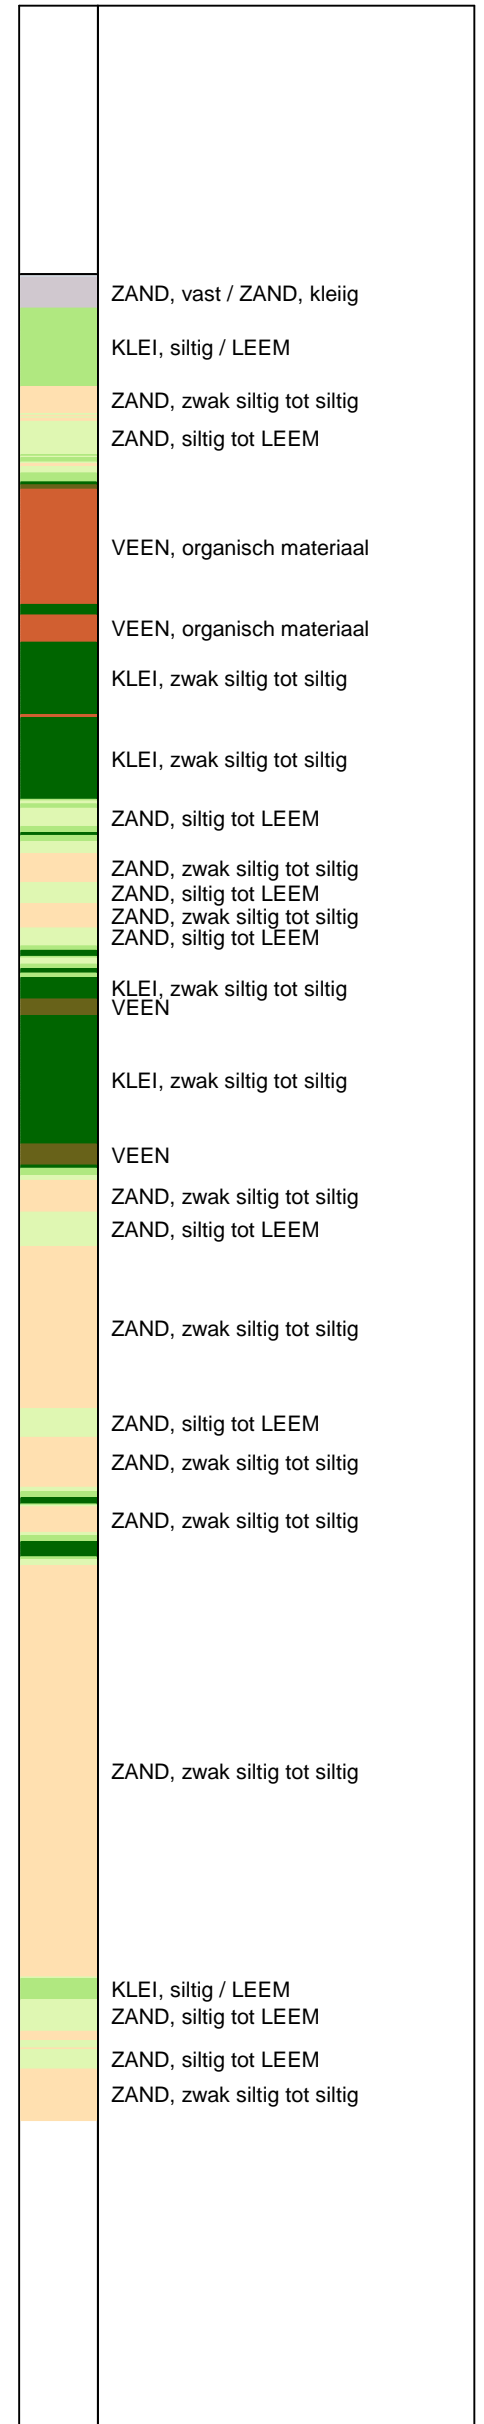 ZAND, vast / ZAND, kleiig
KLEI, siltig / LEEM
ZAND, zwak siltig tot siltig
ZAND, siltig tot LEEM
VEEN, organisch materiaal
VEEN, organisch materiaal
KLEI, zwak siltig tot siltig
KLEI, zwak siltig tot siltig
ZAND, siltig tot LEEM
ZAND, zwak siltig tot siltig
ZAND, siltig tot LEEM
ZAND, zwak siltig tot siltig
ZAND, siltig tot LEEM
KLEI, zwak siltig tot siltig
VEEN
KLEI, zwak siltig tot siltig
VEEN
ZAND, zwak siltig tot siltig
ZAND, siltig tot LEEM
ZAND, zwak siltig tot siltig
ZAND, siltig tot LEEM
ZAND, zwak siltig tot siltig
ZAND, zwak siltig tot siltig
ZAND, zwak siltig tot siltig
KLEI, siltig / LEEM
ZAND, siltig tot LEEM
ZAND, siltig tot LEEM
ZAND, zwak siltig tot siltig